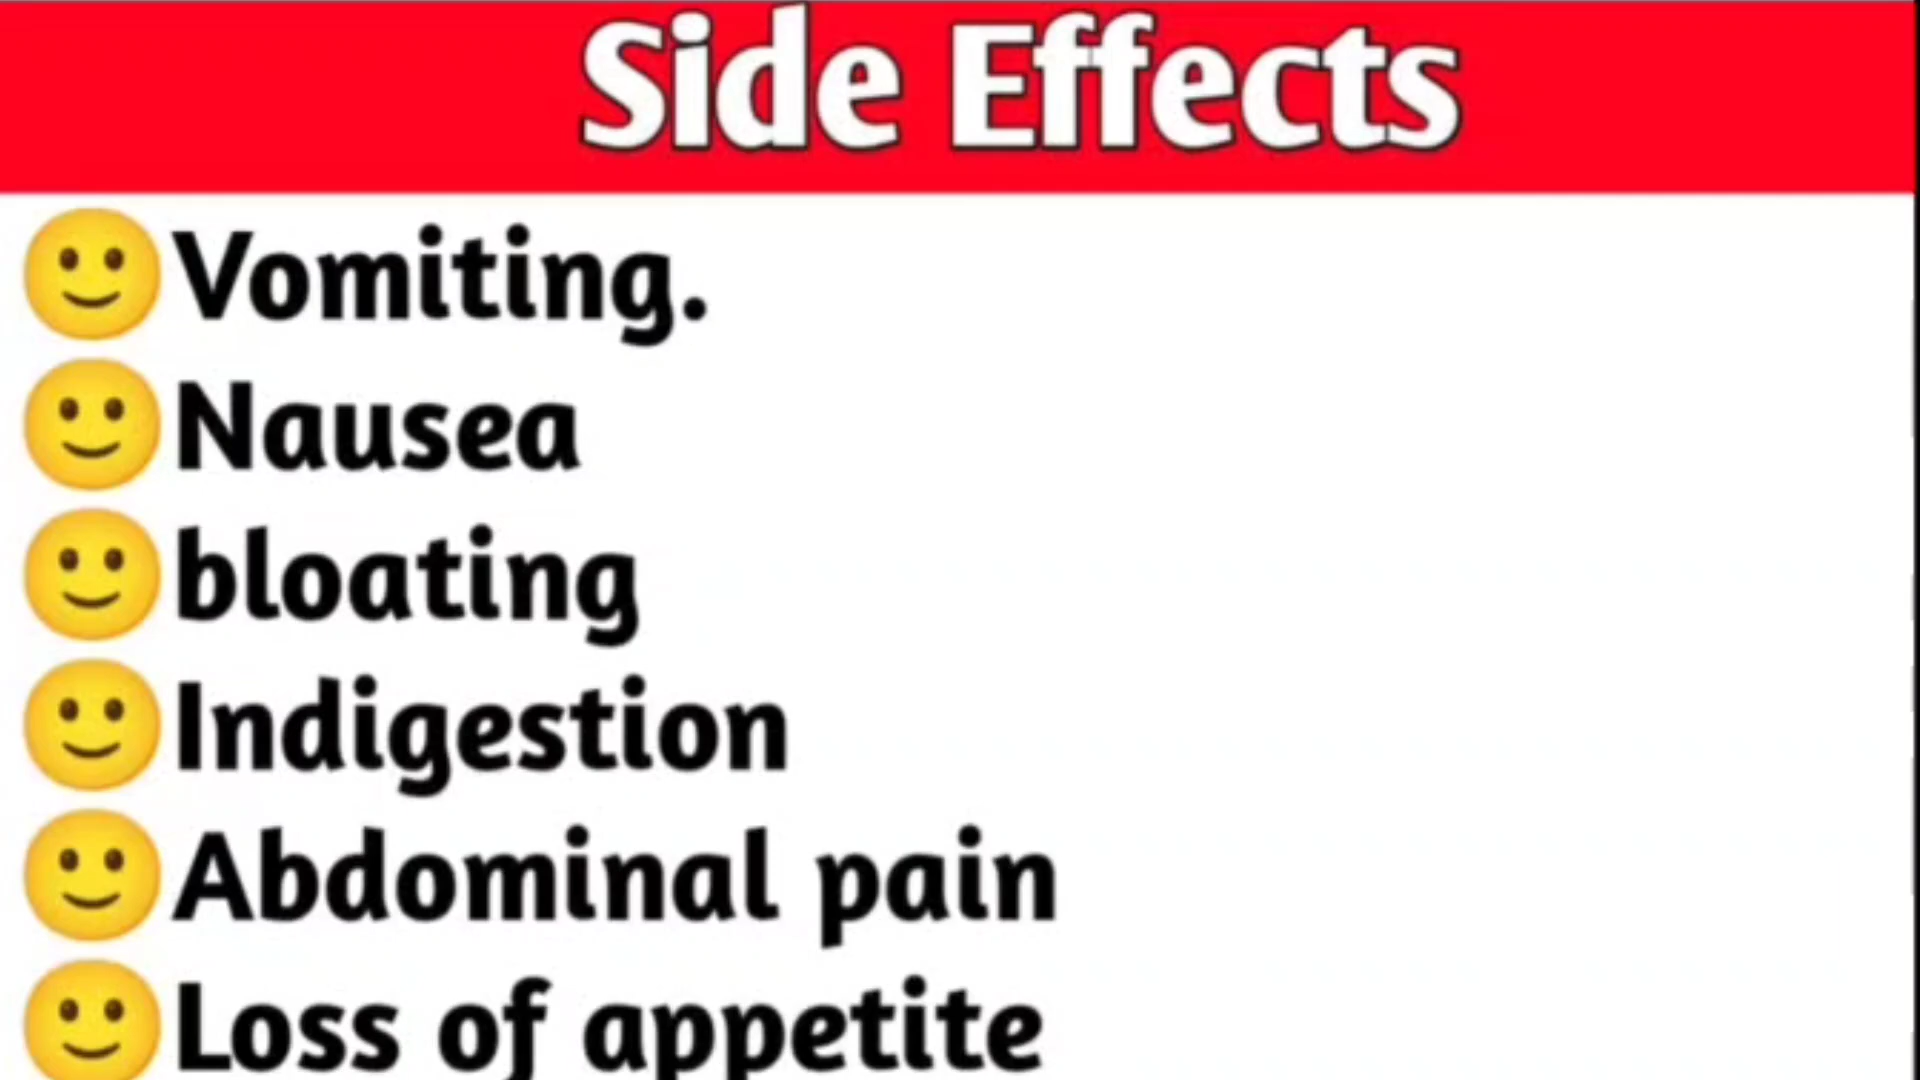 Side Effects
🙂Vomiting.
🙂Nausea
🙂bloating
🙂Indigestion
🙂Abdominal pain
🙂Loss of appetite